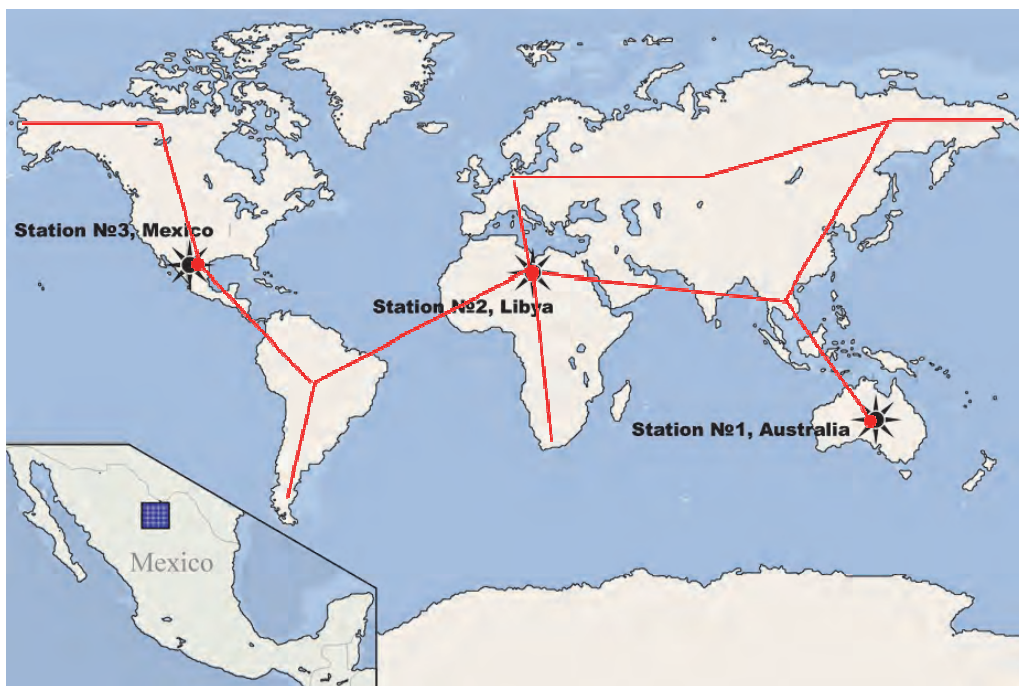 Station №3, Mexico
Station №2, Libya
Station №1, Australia
Mexico